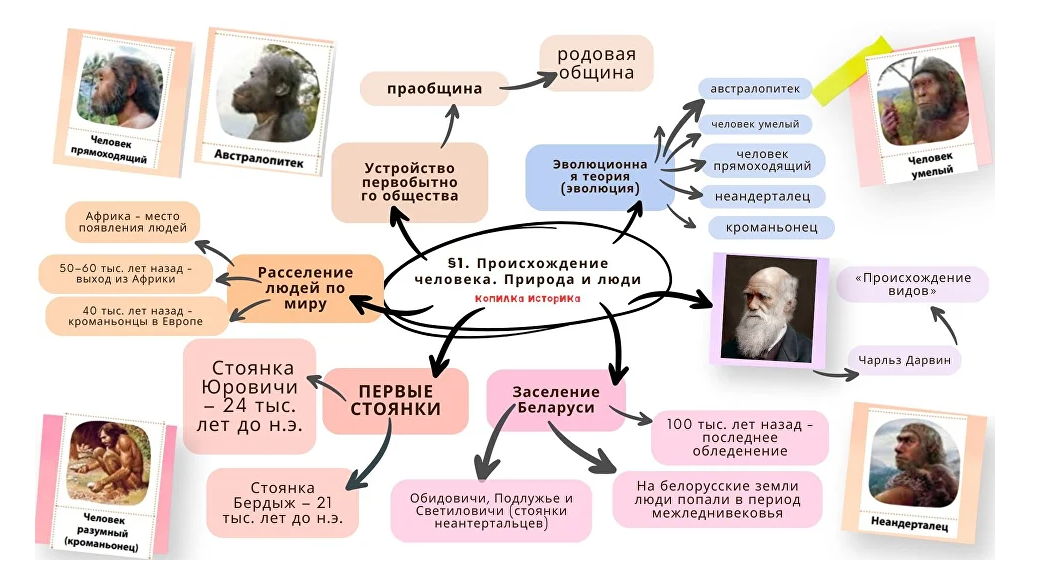 Человек
прямоходящий
Австралопитек
праобщина
родовая
община
Устройство
первобытно
го общества
Эволюционна
я теория
(эволюция)
австралопитек
человек умелый
человек
прямоходящий
неандерталец
кроманьонец
Человек
умелый
Африка – место
появления людей
50–60 тыс. лет назад –
выход из Африки
40 тыс. лет назад –
кроманьонцы в Европе
Расселение
людей по
миру
§1. Происхождение
человека. Природа и люди
КОПИЛКА ИСТОРИКА
«Происхождение
видов»
Чарльз Дарвин
Стоянка
Юровичи
– 24 тыс.
лет до н.э.
ПЕРВЫЕ
СТОЯНКИ
Заселение
Беларуси
100 тыс. лет назад –
последнее
обледенение
Стоянка
Бердыж – 21
тыс. лет до н.э.
Обидовичи, Подлужье и
Светиловичи (стоянки
неантертальцев)
На белорусские земли
люди попали в период
межледнивековья
Человек
разумный
(кроманьонец)
Неандерталец